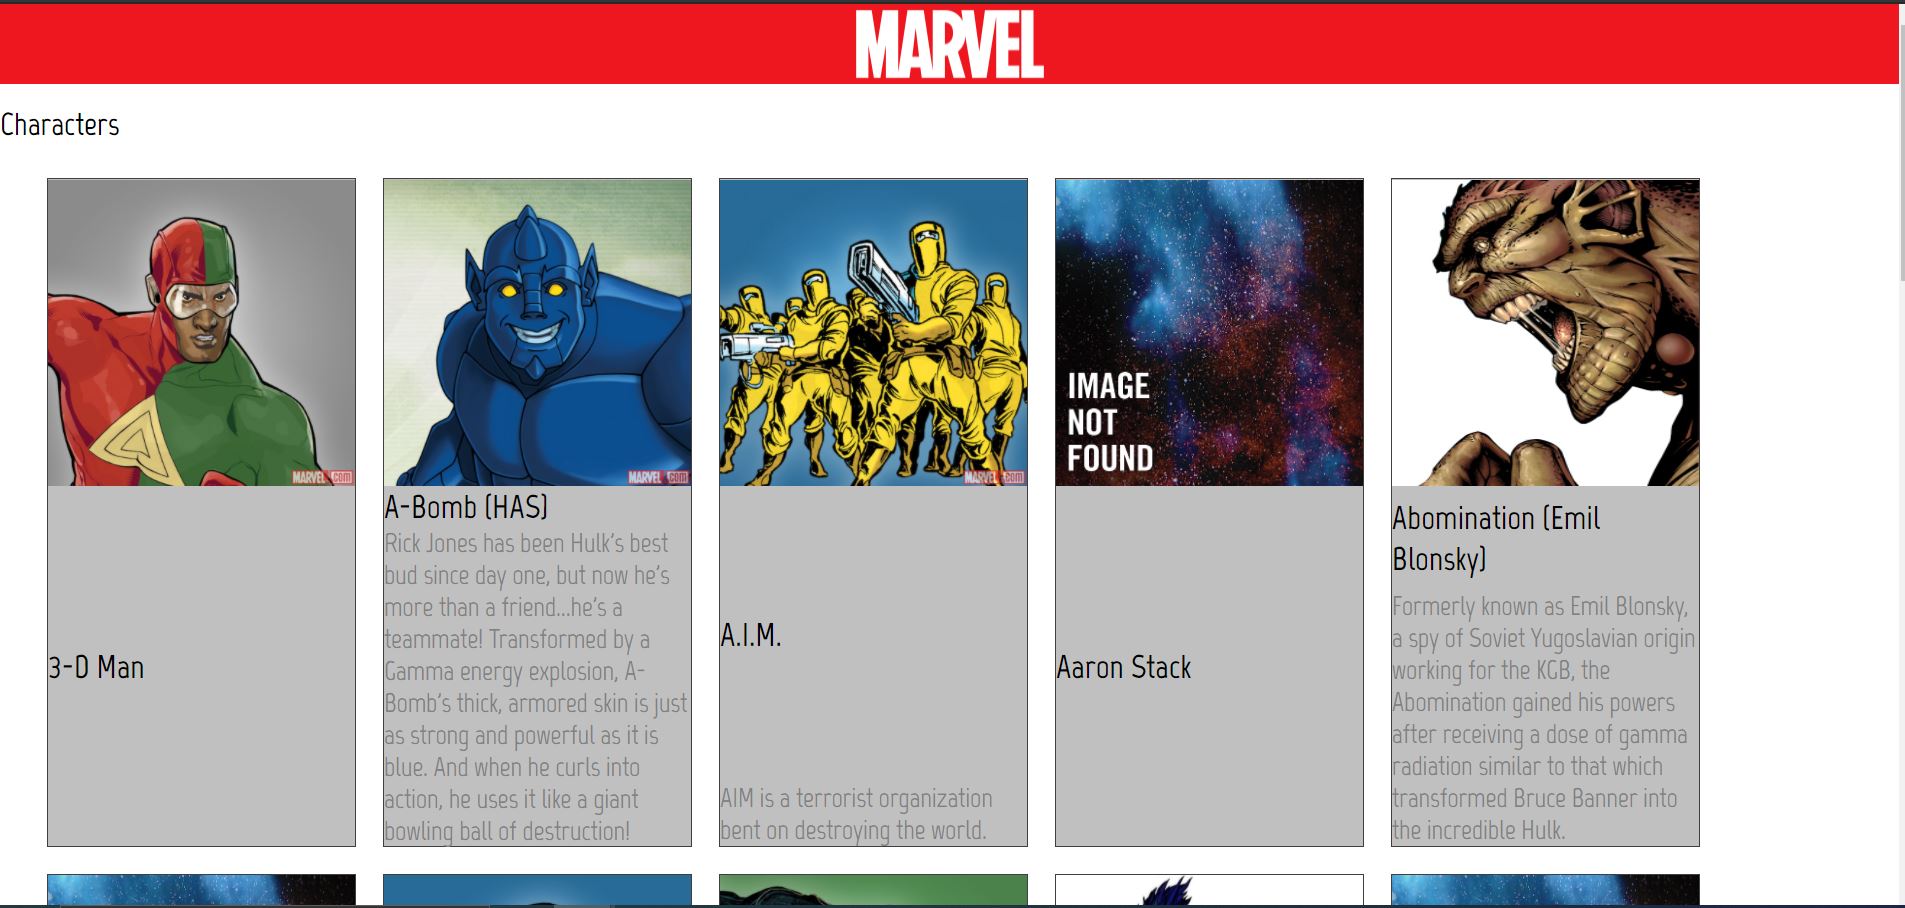 MARVEL
Characters
MARVEL .com
MARVEL .com
MARVEL .com
IMAGE
NOT
FOUND
3-D Man
A-Bomb (HAS)
Rick Jones has been Hulk's best
bud since day one, but now he's
more than a friend...he's a
teammate! Transformed by a
Gamma energy explosion, A-
Bomb's thick, armored skin is just
as strong and powerful as it is
blue. And when he curls into
action, he uses it like a giant
bowling ball of destruction!
A.I.M.
AIM is a terrorist organization
bent on destroying the world.
Aaron Stack
Abomination (Emil
Blonsky)
Formerly known as Emil Blonsky,
a spy of Soviet Yugoslavian origin
working for the KGB, the
Abomination gained his powers
after receiving a dose of gamma
radiation similar to that which
transformed Bruce Banner into
the incredible Hulk.